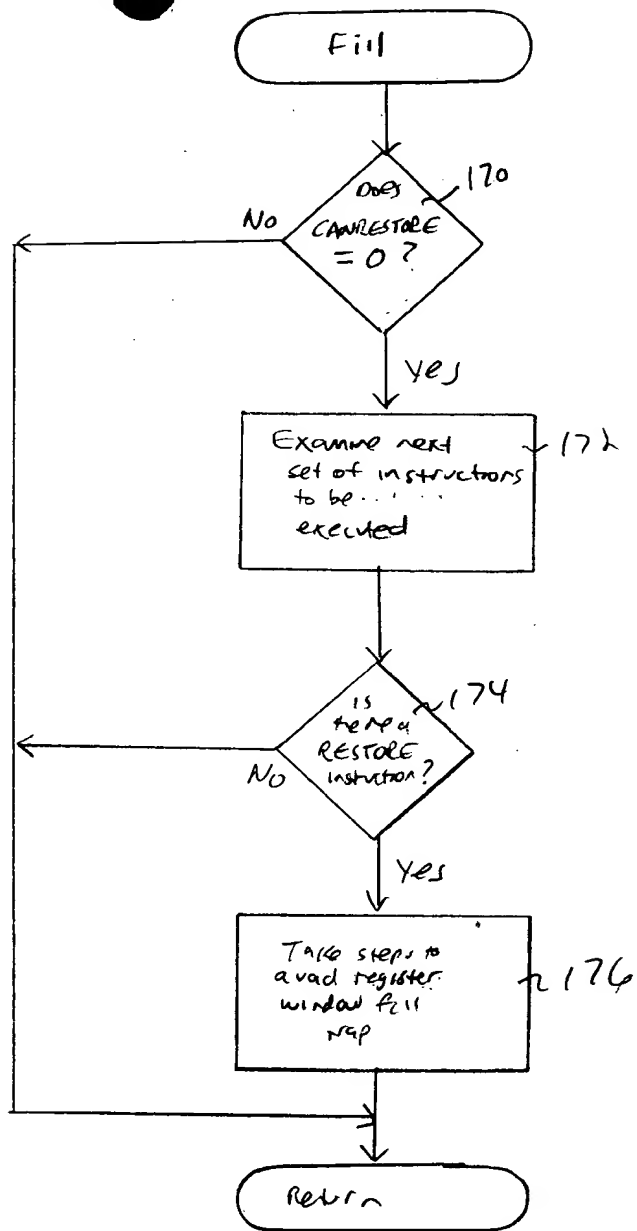 Fill
170
Does
CANRESTORE
= 0 ?
No
Yes
Examine next
set of instructions
to be ......
executed
172
174
Is
there a
RESTORE
instruction?
No
Yes
Take steps to
avoid register
window fill
trap
176
Return